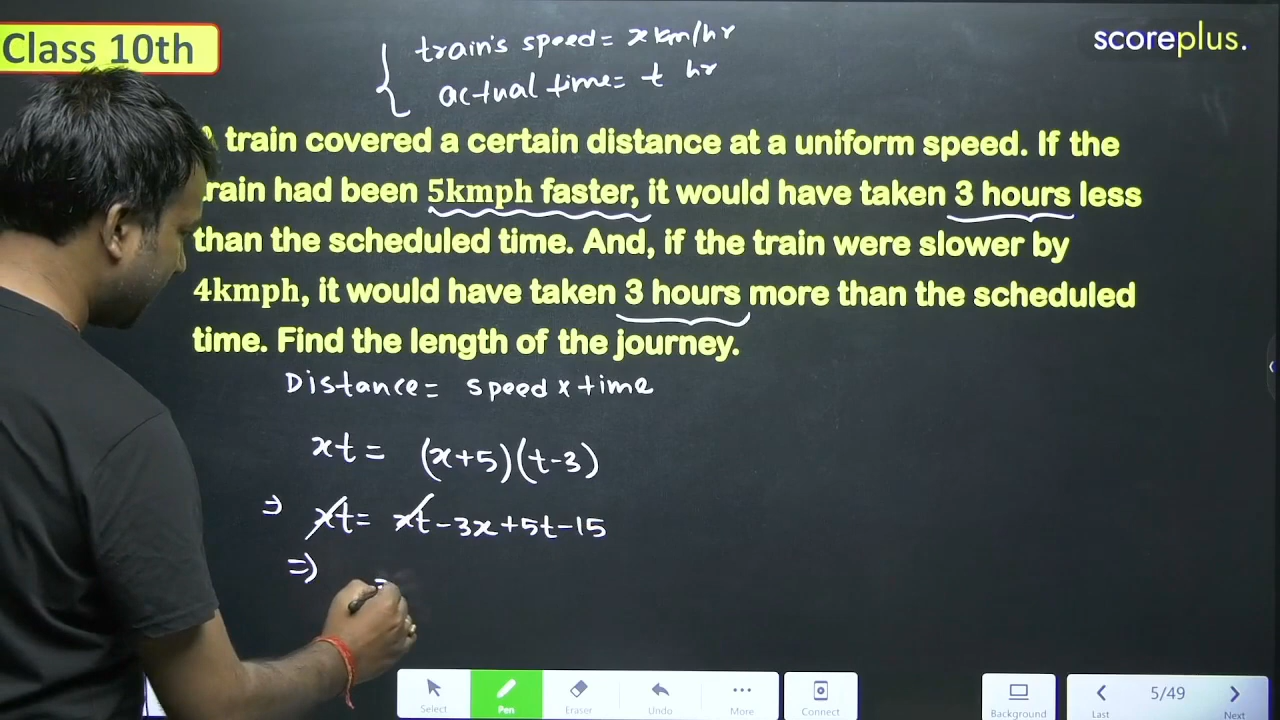 Class 10th
train's speed = x km/hr
actual time = t hr
scoreplus.
train covered a certain distance at a uniform speed. If the
train had been 5kmph faster, it would have taken 3 hours less
than the scheduled time. And, if the train were slower by
4kmph, it would have taken 3 hours more than the scheduled
time. Find the length of the journey.
Distance = speed x time
xt = (x+5)(t-3)
⇒ xt = xt-3x+5t-15
⇒
Select
Pen
Eraser
Undo
More
Connect
Background
Last
5/49
Next